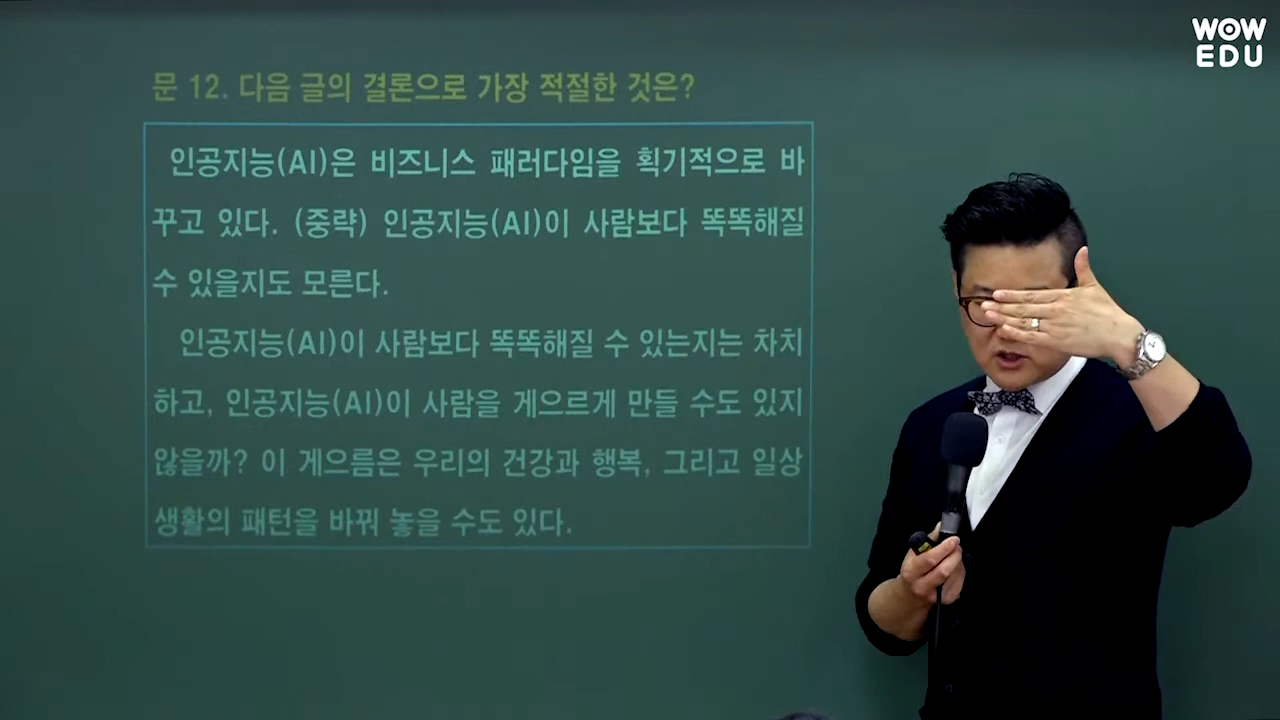 WOW
EDU
문 12. 다음 글의 결론으로 가장 적절한 것은?
인공지능(AI)은 비즈니스 패러다임을 획기적으로 바
꾸고 있다. (중략) 인공지능(AI)이 사람보다 똑똑해질
수 있을지도 모른다.
인공지능(AI)이 사람보다 똑똑해질 수 있는지는 차치
하고, 인공지능(AI)이 사람을 게으르게 만들 수도 있지
않을까? 이 게으름은 우리의 건강과 행복, 그리고 일상
생활의 패턴을 바꿔 놓을 수도 있다.